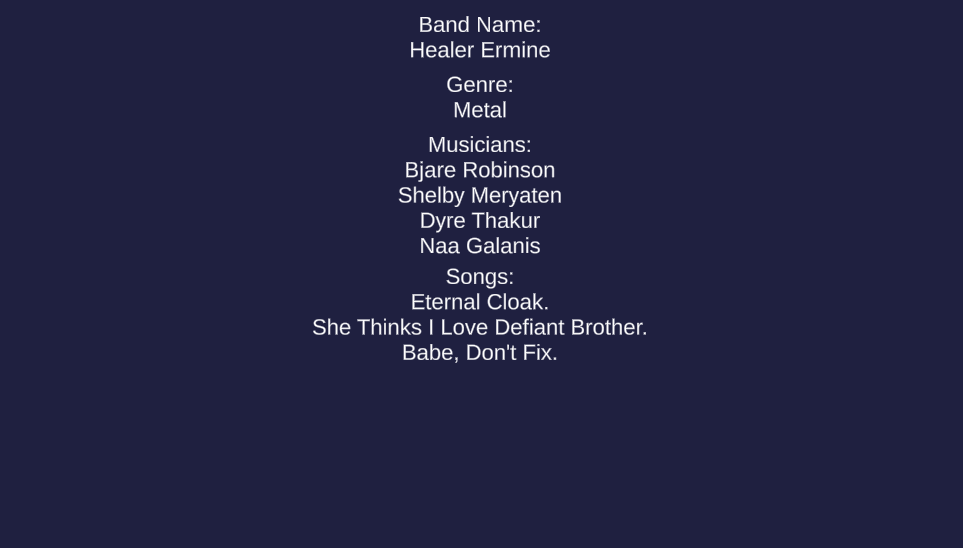 Band Name:
Healer Ermine
Genre:
Metal
Musicians:
Bjare Robinson
Shelby Meryaten
Dyre Thakur
Naa Galanis
Songs:
Eternal Cloak.
She Thinks I Love Defiant Brother.
Babe, Don't Fix.